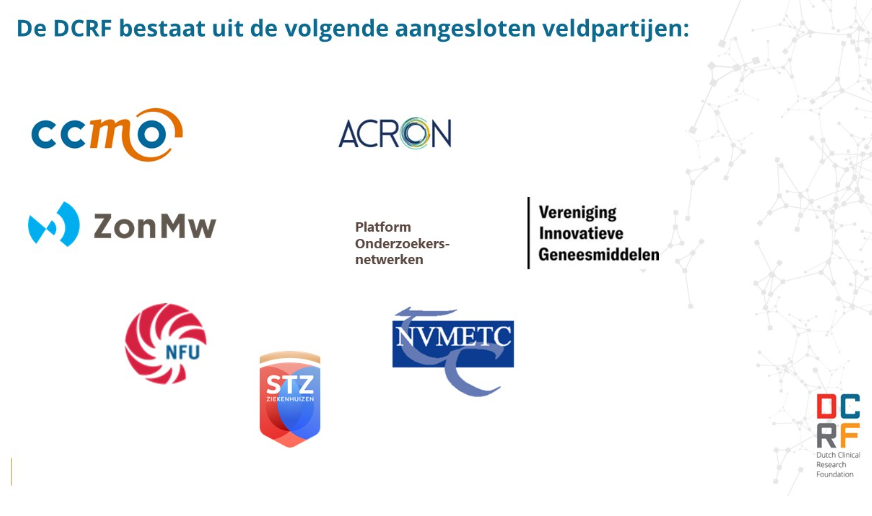 De DCRF bestaat uit de volgende aangesloten veldpartijen:
ccmo
ACRON
ZonMw
Platform
Onderzoekers-
netwerken
Vereniging
Innovatieve
Geneesmiddelen
NFU
STZ
ZIEKENHUIZEN
NVMETC
DC
RF
Dutch Clinical
Research
Foundation